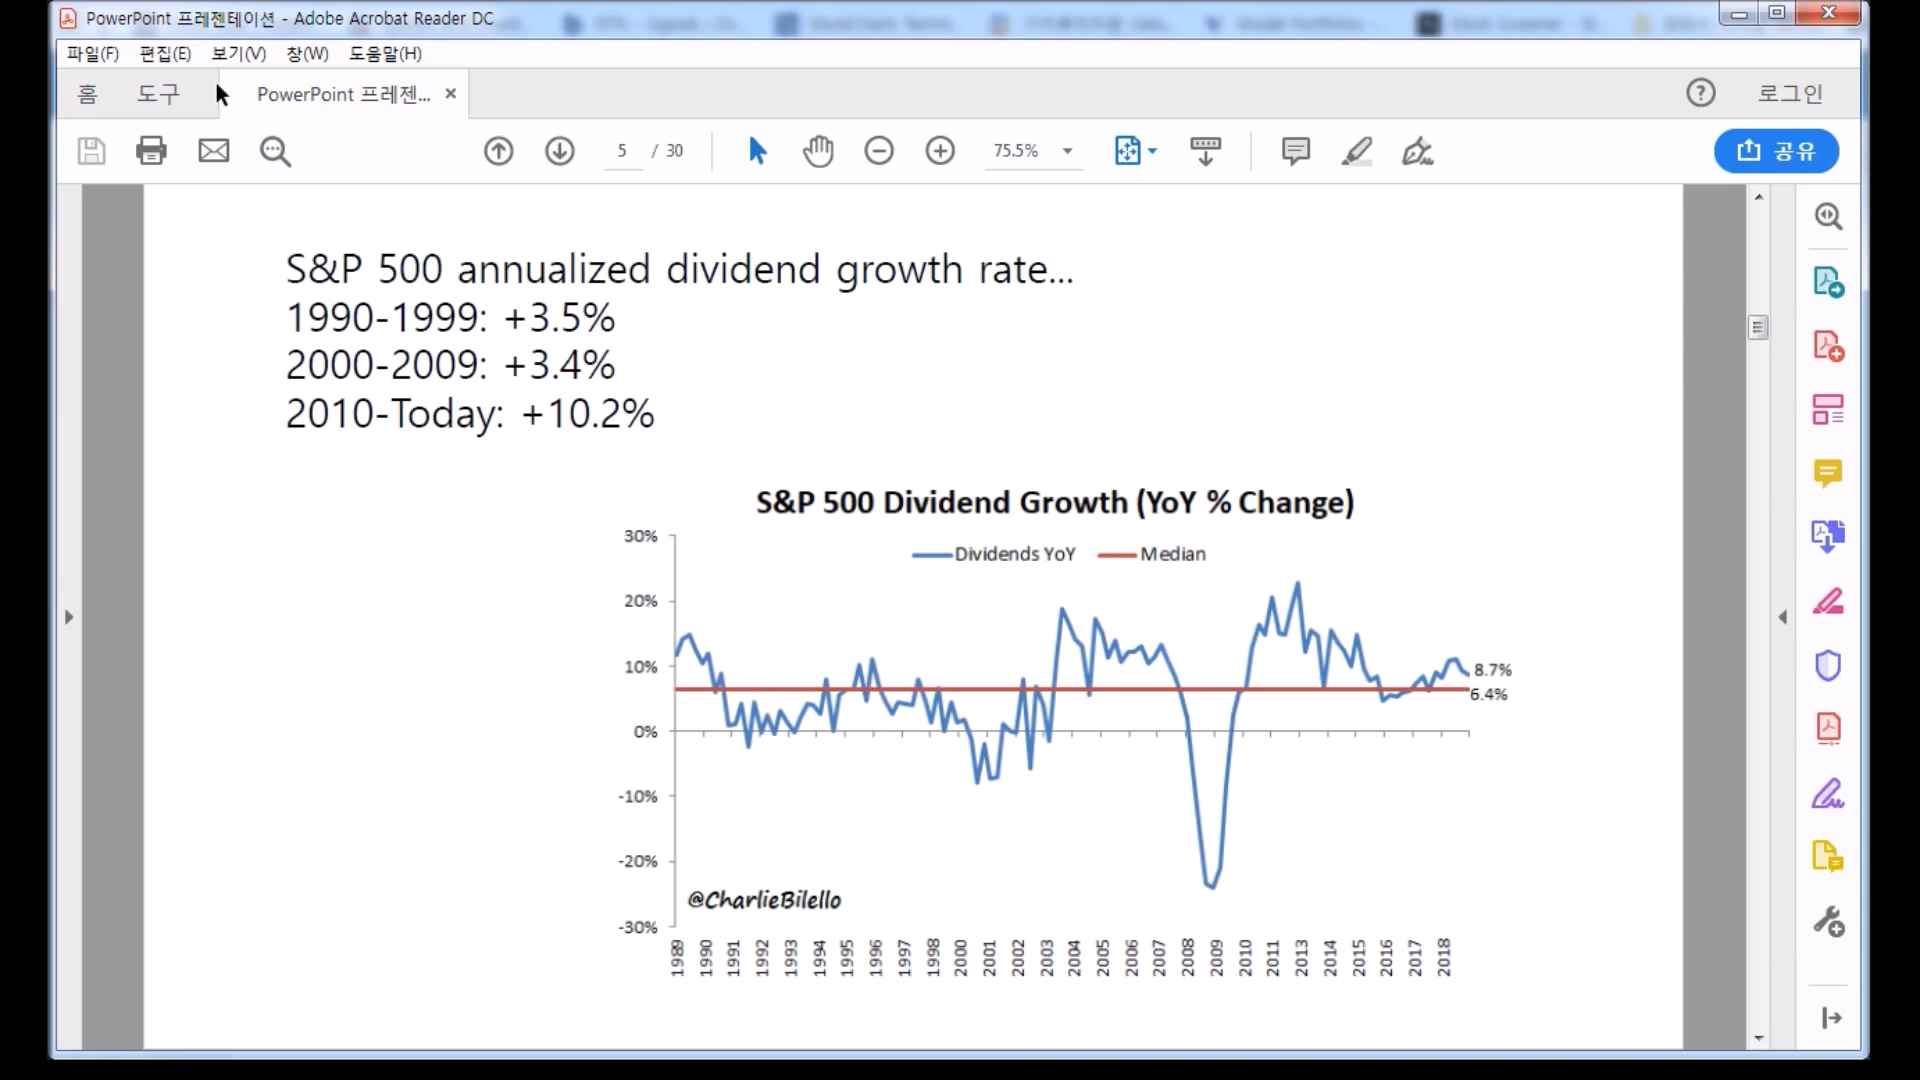 PowerPoint 프레젠테이션 - Adobe Acrobat Reader DC
파일(F) 편집(E) 보기(V) 창(W) 도움말(H)
홈 도구 PowerPoint 프레젠... × 로그인
5 / 30 75.5% 공유
S&P 500 annualized dividend growth rate...
1990-1999: +3.5%
2000-2009: +3.4%
2010-Today: +10.2%
S&P 500 Dividend Growth (YoY % Change)
Dividends YoY Median
30%
20%
10%
0%
-10%
-20%
-30%
8.7%
6.4%
@CharlieBilello
1989 1990 1991 1992 1993 1994 1995 1996 1997 1998 2000 2001 2002 2003 2004 2005 2006 2007 2008 2009 2010 2011 2013 2014 2015 2016 2017 2018